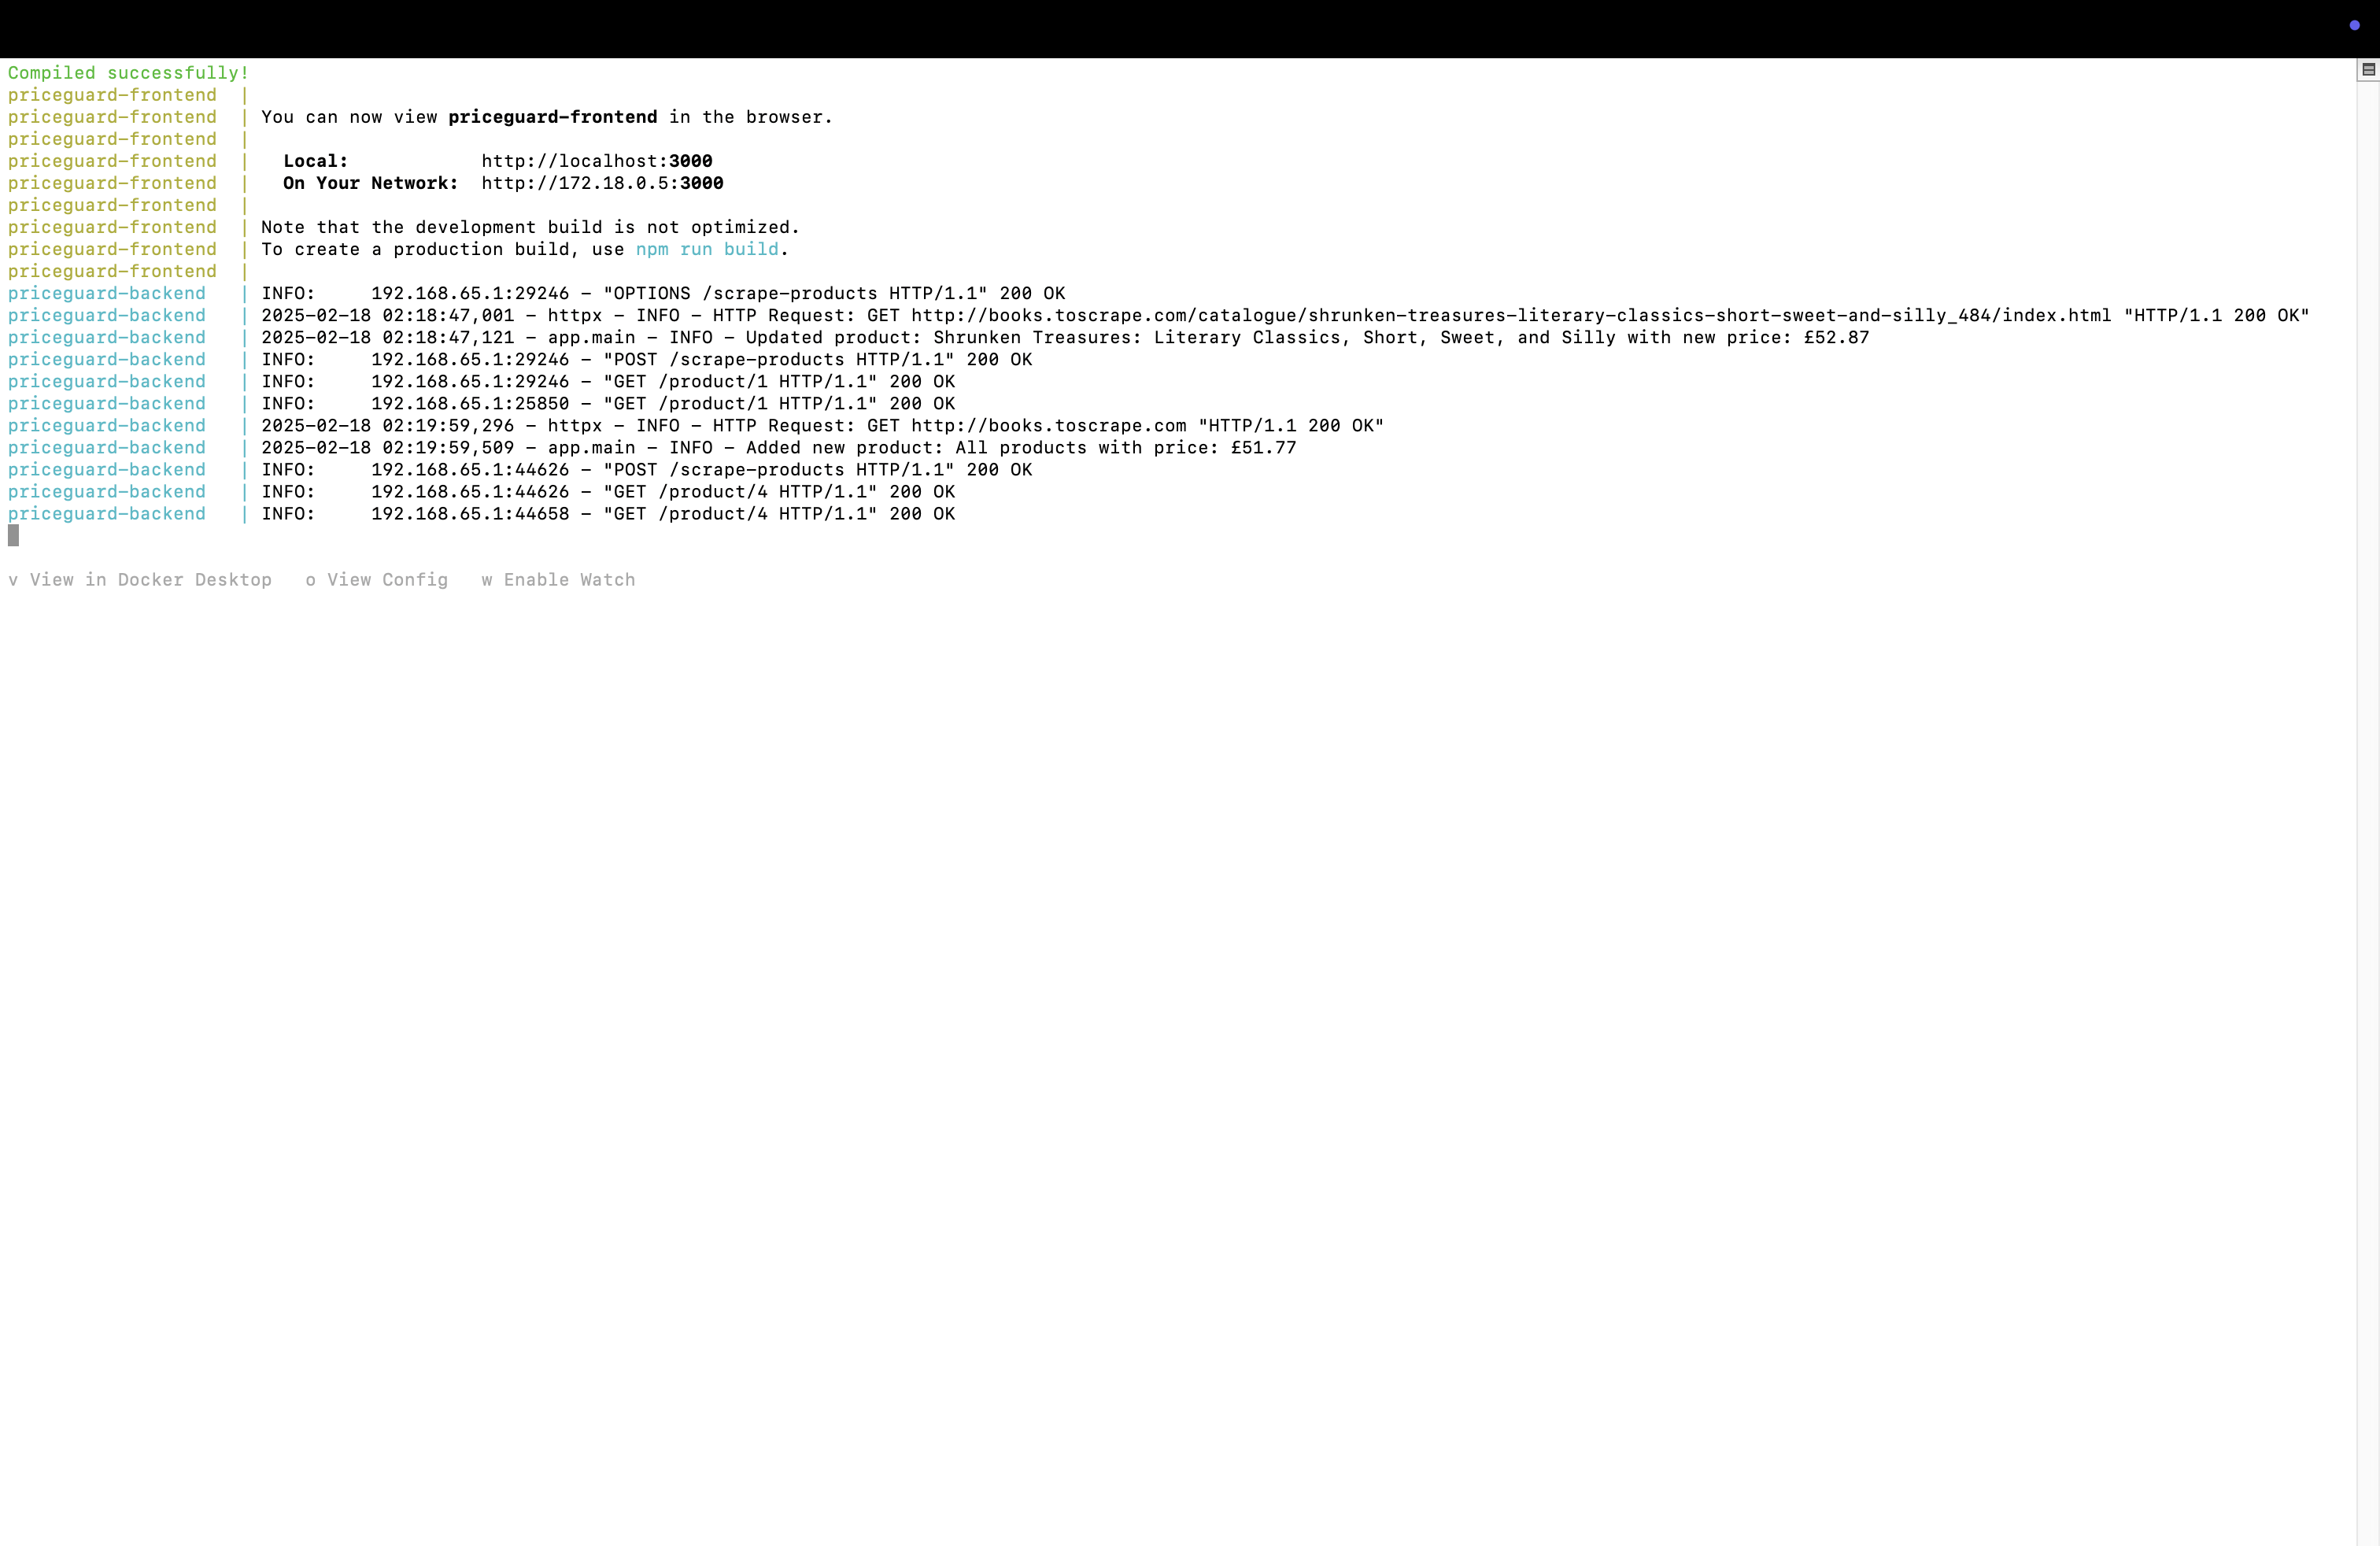 Compiled successfully!
priceguard-frontend  |
priceguard-frontend  | You can now view priceguard-frontend in the browser.
priceguard-frontend  |
priceguard-frontend  |   Local:            http://localhost:3000
priceguard-frontend  |   On Your Network:  http://172.18.0.5:3000
priceguard-frontend  |
priceguard-frontend  | Note that the development build is not optimized.
priceguard-frontend  | To create a production build, use npm run build.
priceguard-frontend  |
priceguard-backend   | INFO:     192.168.65.1:29246 - "OPTIONS /scrape-products HTTP/1.1" 200 OK
priceguard-backend   | 2025-02-18 02:18:47,001 - httpx - INFO - HTTP Request: GET http://books.toscrape.com/catalogue/shrunken-treasures-literary-classics-short-sweet-and-silly_484/index.html "HTTP/1.1 200 OK"
priceguard-backend   | 2025-02-18 02:18:47,121 - app.main - INFO - Updated product: Shrunken Treasures: Literary Classics, Short, Sweet, and Silly with new price: £52.87
priceguard-backend   | INFO:     192.168.65.1:29246 - "POST /scrape-products HTTP/1.1" 200 OK
priceguard-backend   | INFO:     192.168.65.1:29246 - "GET /product/1 HTTP/1.1" 200 OK
priceguard-backend   | INFO:     192.168.65.1:25850 - "GET /product/1 HTTP/1.1" 200 OK
priceguard-backend   | 2025-02-18 02:19:59,296 - httpx - INFO - HTTP Request: GET http://books.toscrape.com "HTTP/1.1 200 OK"
priceguard-backend   | 2025-02-18 02:19:59,509 - app.main - INFO - Added new product: All products with price: £51.77
priceguard-backend   | INFO:     192.168.65.1:44626 - "POST /scrape-products HTTP/1.1" 200 OK
priceguard-backend   | INFO:     192.168.65.1:44626 - "GET /product/4 HTTP/1.1" 200 OK
priceguard-backend   | INFO:     192.168.65.1:44658 - "GET /product/4 HTTP/1.1" 200 OK
v View in Docker Desktop   o View Config   w Enable Watch